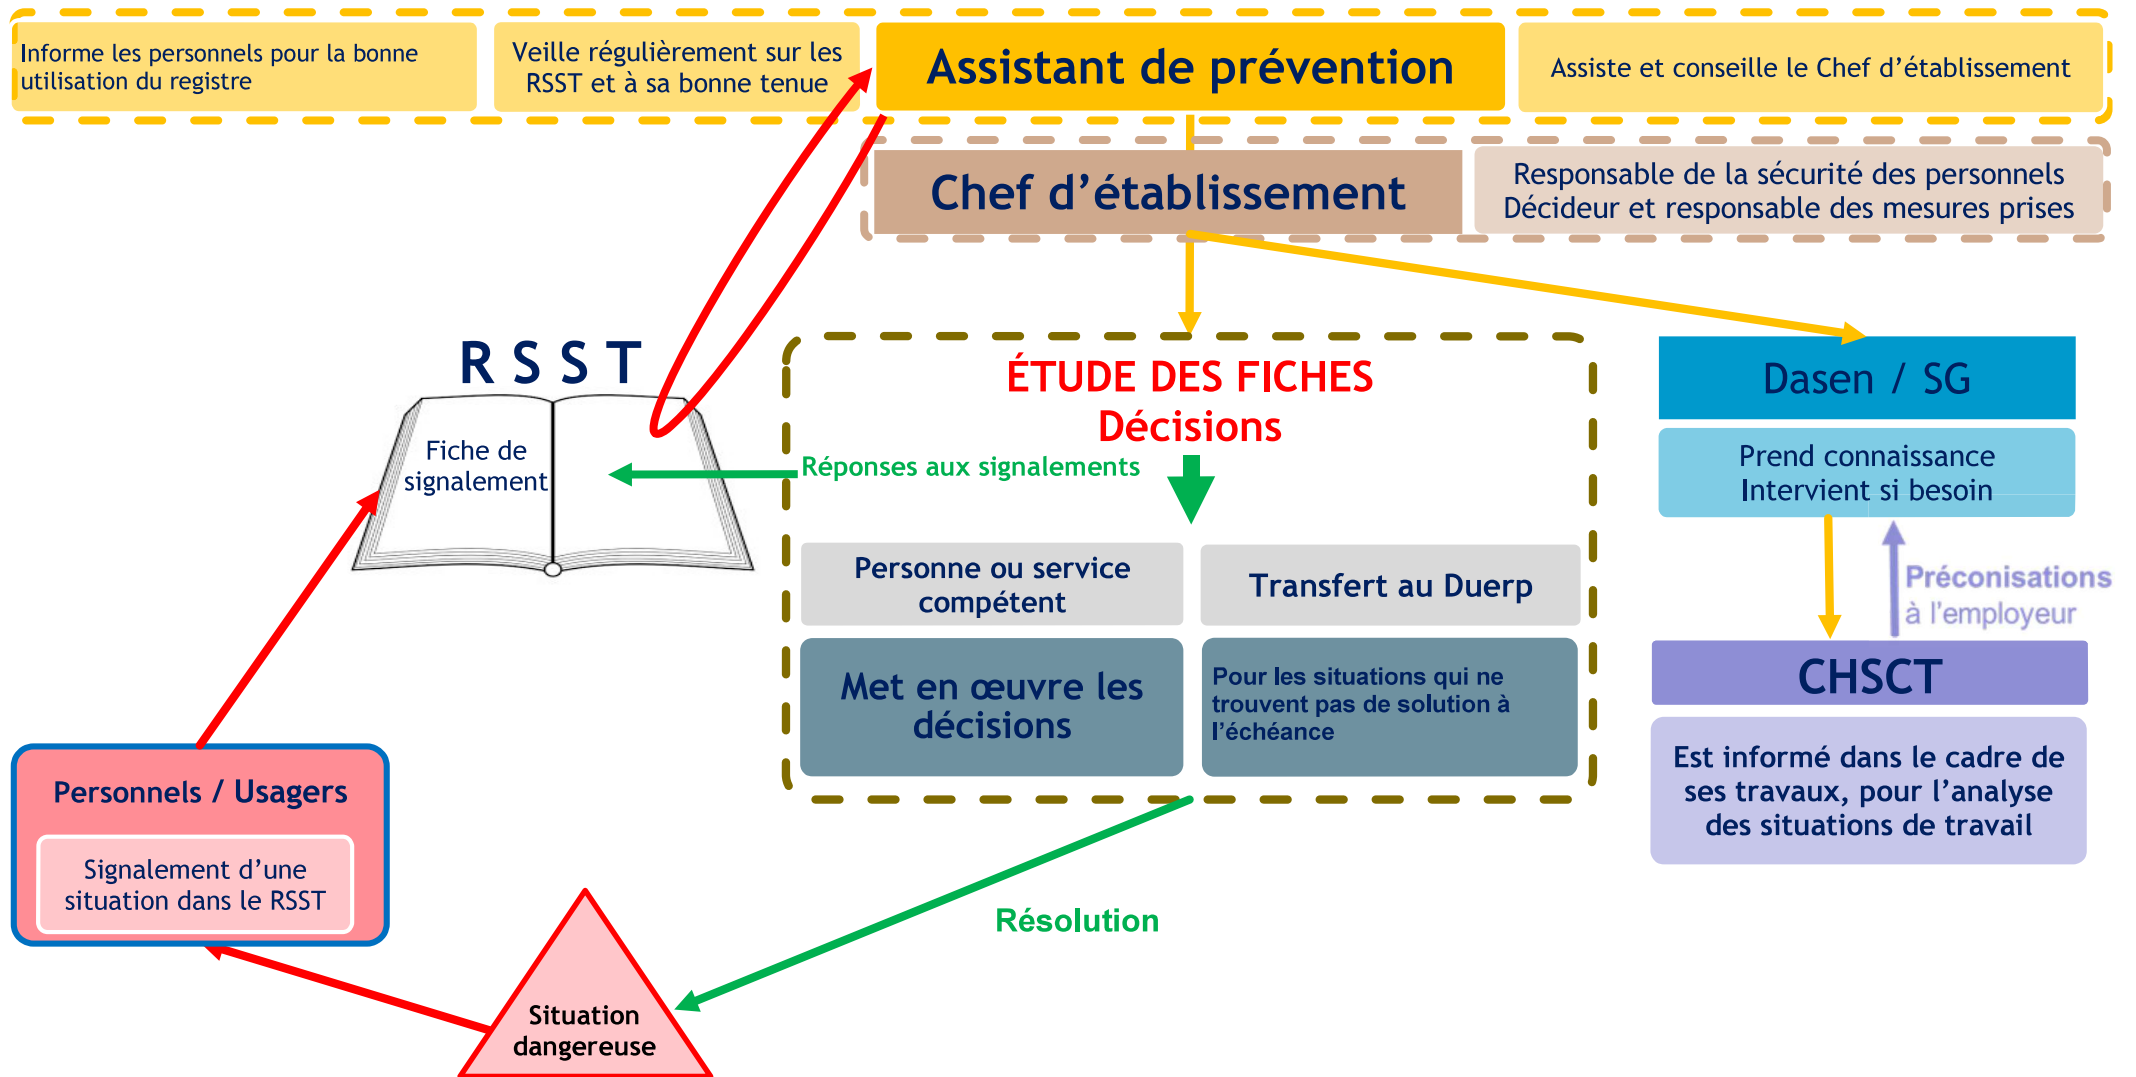 Informe les personnels pour la bonne
utilisation du registre
Veille régulièrement sur les
RSST et à sa bonne tenue
Assistant de prévention
Assiste et conseille le Chef d’établissement
Chef d’établissement
Responsable de la sécurité des personnels
Décideur et responsable des mesures prises
R S S T
Fiche de
signalement
ÉTUDE DES FICHES
Décisions
Réponses aux signalements
Personne ou service
compétent
Transfert au Duerp
Met en œuvre les
décisions
Pour les situations qui ne
trouvent pas de solution à
l’échéance
Dasen / SG
Prend connaissance
Intervient si besoin
Préconisations
à l’employeur
CHSCT
Est informé dans le cadre de
ses travaux, pour l’analyse
des situations de travail
Personnels / Usagers
Signalement d’une
situation dans le RSST
Résolution
Situation
dangereuse